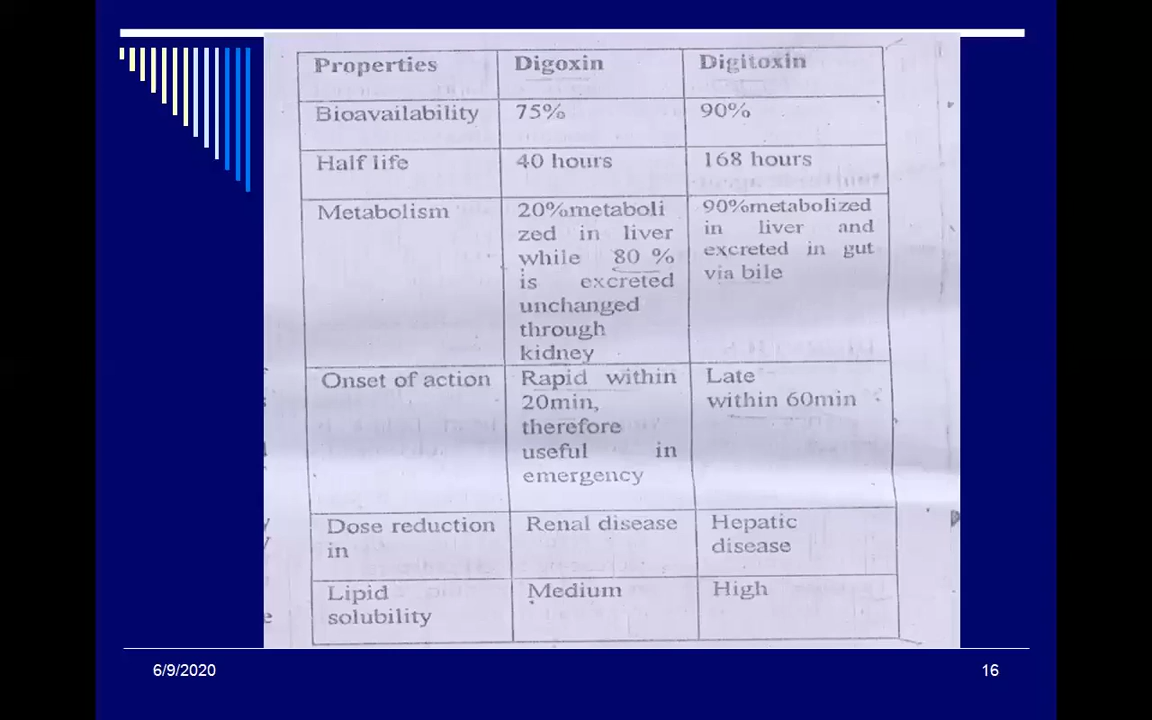 Properties
Digoxin
Digitoxin
Bioavailability
75%
90%
Half life
40 hours
168 hours
Metabolism
20%metaboli
zed in liver
while 80 %
is excreted
unchanged
through
kidney
90%metabolized
in liver and
excreted in gut
via bile
Onset of action
Rapid within
20min,
therefore
useful in
emergency
Late
within 60min
Dose reduction
in
Renal disease
Hepatic
disease
Lipid
solubility
Medium
High
6/9/2020
16